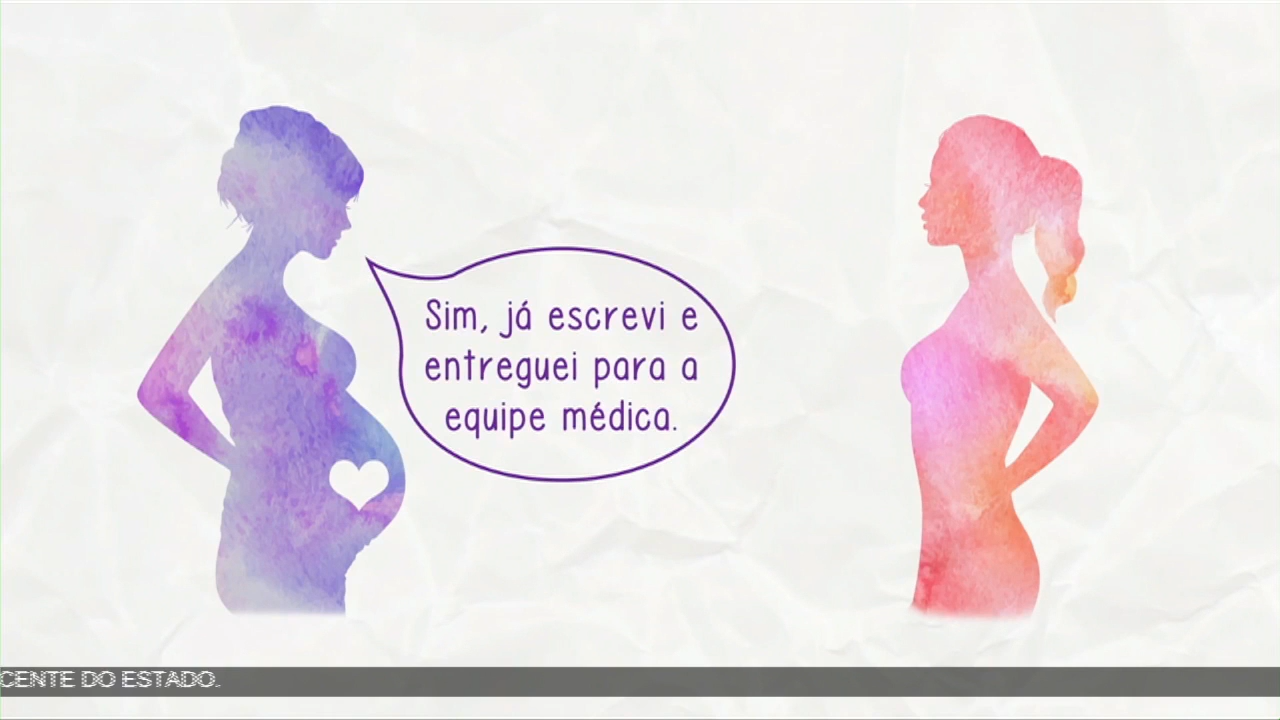 Sim, já escrevi e
entreguei para a
equipe médica.
CENTE DO ESTADO.